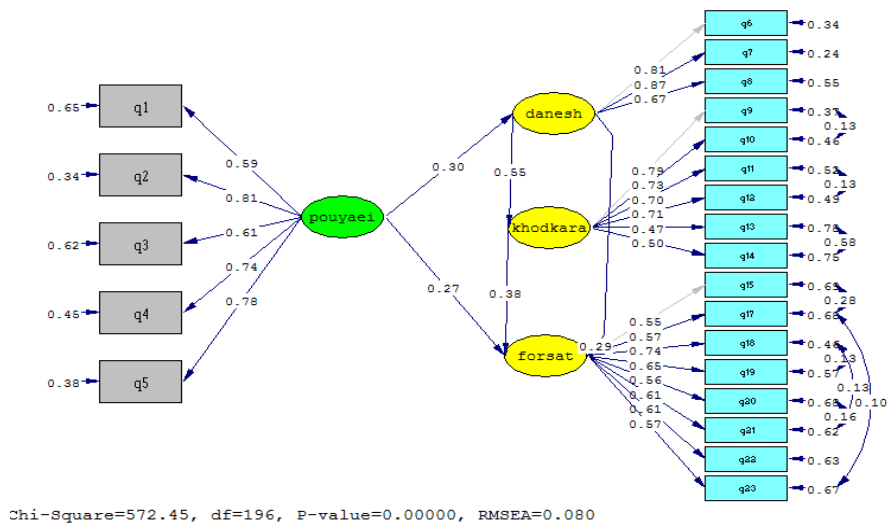 0.65 q1
0.34 q2
0.62 q3
0.45 q4
0.38 q5
0.59
0.81
0.61
0.74
0.78
pouyaei
0.30
0.27
danesh
0.55
khodkara
0.38
forsat
0.29
0.81
0.87
0.67
0.79
0.73
0.70
0.71
0.47
0.50
0.55
0.57
0.74
0.65
0.56
0.61
0.61
0.57
q6 0.34
q7 0.24
q8 0.55
q9 0.37
0.13
q10 0.46
q11 0.52
0.13
q12 0.49
q13 0.78
0.58
q14 0.75
q15 0.69
0.28
q17 0.68
q18 0.46
0.13
q19 0.57
0.13
0.10
q20 0.68
0.16
q21 0.62
q22 0.63
q23 0.67
Chi-Square=572.45, df=196, P-value=0.00000, RMSEA=0.080